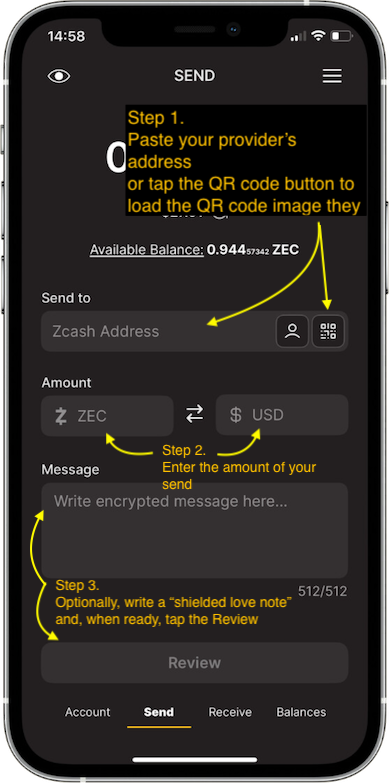 14:58
SEND
Step 1.
Paste your provider's
address
or tap the QR code button to
load the QR code image they
0
Available Balance: 0.94457342 ZEC
Send to
Zcash Address
Amount
ZEC
$ USD
Step 2.
Enter the amount of your
send
Message
Write encrypted message here...
Step 3.
512/512
Optionally, write a “shielded love note”
and, when ready, tap the Review
Review
Account Send Receive Balances